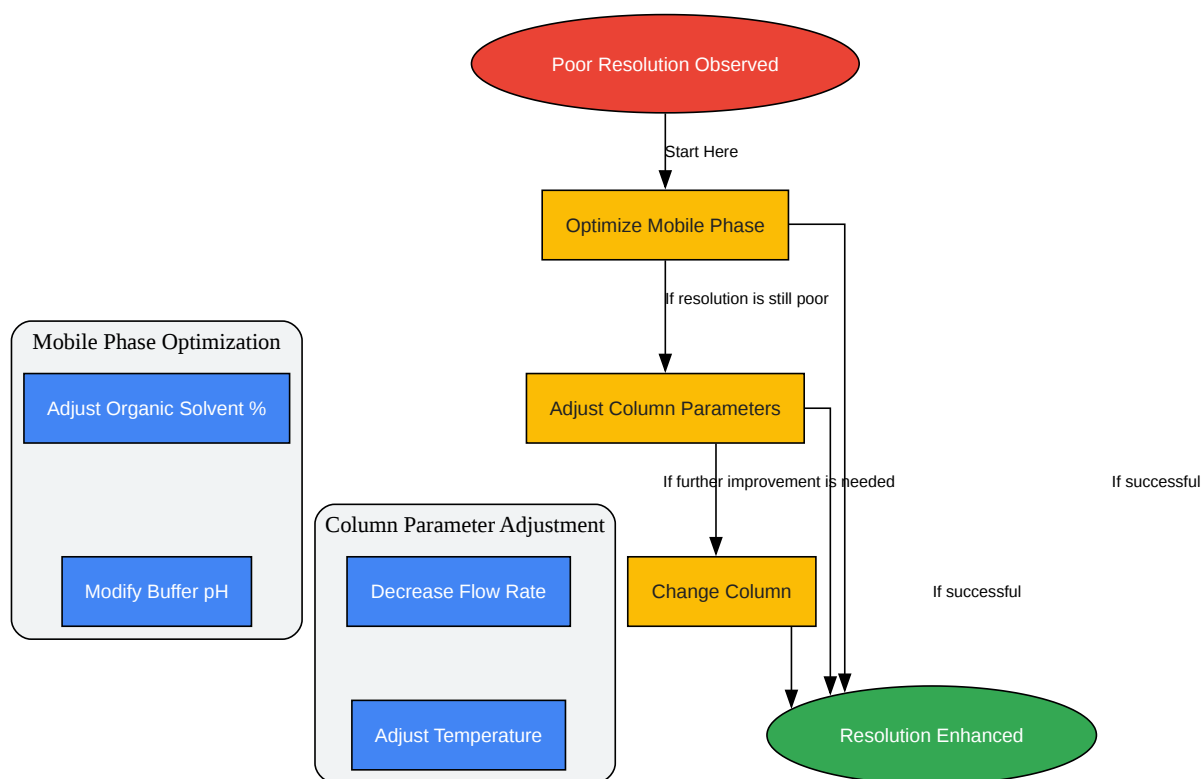 Poor Resolution Observed
Start Here
Optimize Mobile Phase
If resolution is still poor
Mobile Phase Optimization
Adjust Organic Solvent %
Adjust Column Parameters
If further improvement is needed
If successful
Column Parameter Adjustment
Modify Buffer pH
Decrease Flow Rate
Change Column
If successful
Adjust Temperature
Resolution Enhanced